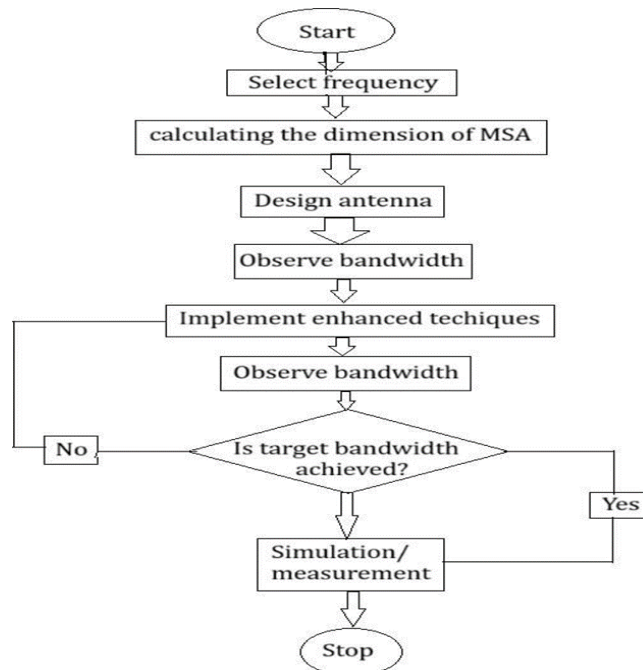 Start
Select frequency
calculating the dimension of MSA
Design antenna
Observe bandwidth
Implement enhanced techiques
Observe bandwidth
No
Is target bandwidth
achieved?
Yes
Simulation/
measurement
Stop